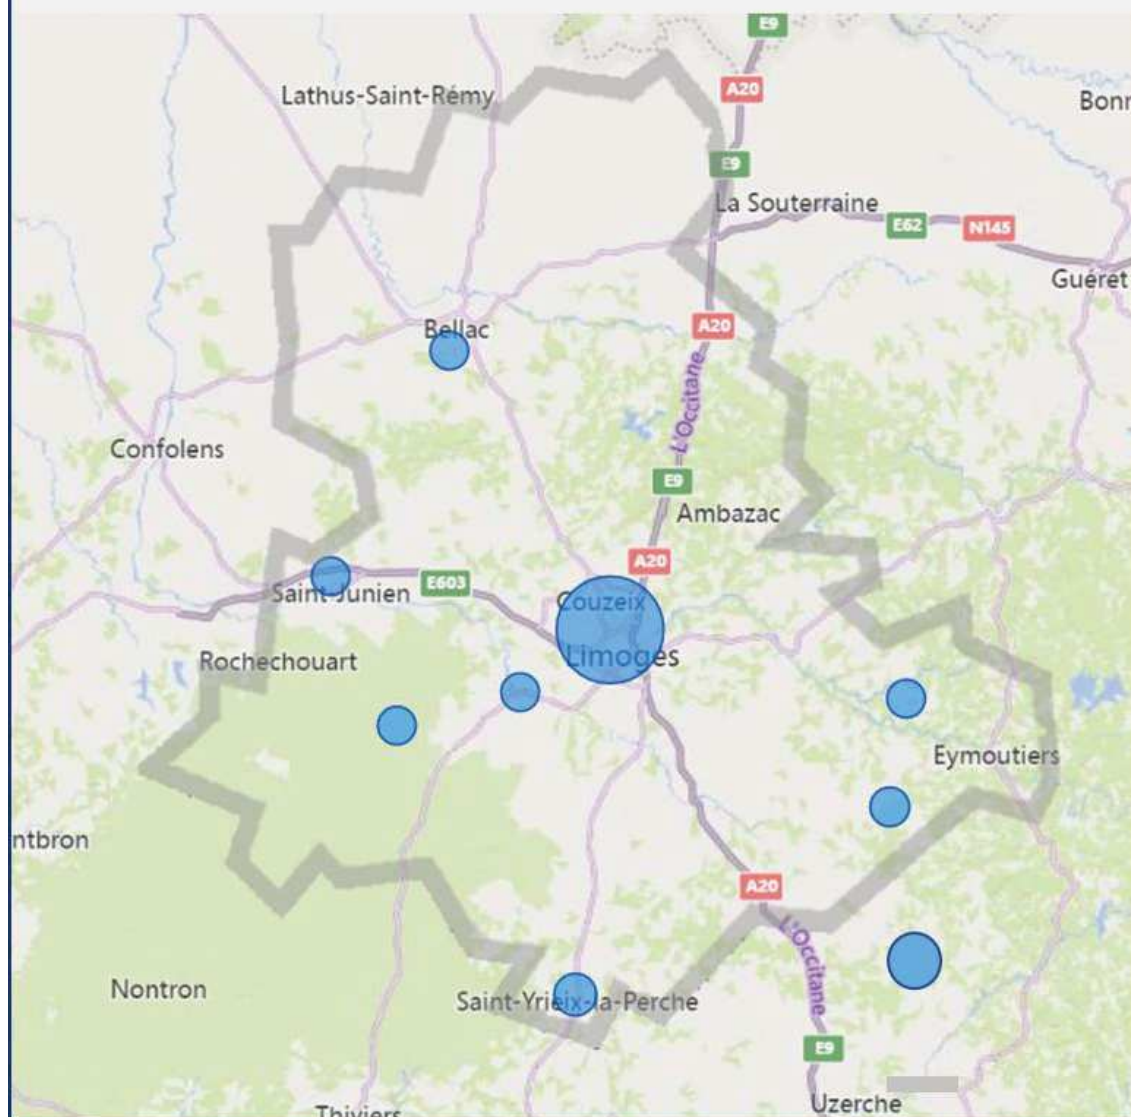 E9
A20
Lathus-Saint-Rémy
Bonr
E9
La Souterraine
E62
N145
Guéret
A20
Bellac
L'Occitane
Confolens
E9
Ambazac
A20
E603
Saint-Junien
Couzeix
Limoges
Rochechouart
Eymoutiers
ntbron
A20
L'Occitane
Nontron
Saint-Yrieix-la-Perche
E9
Uzerche
Thiviers